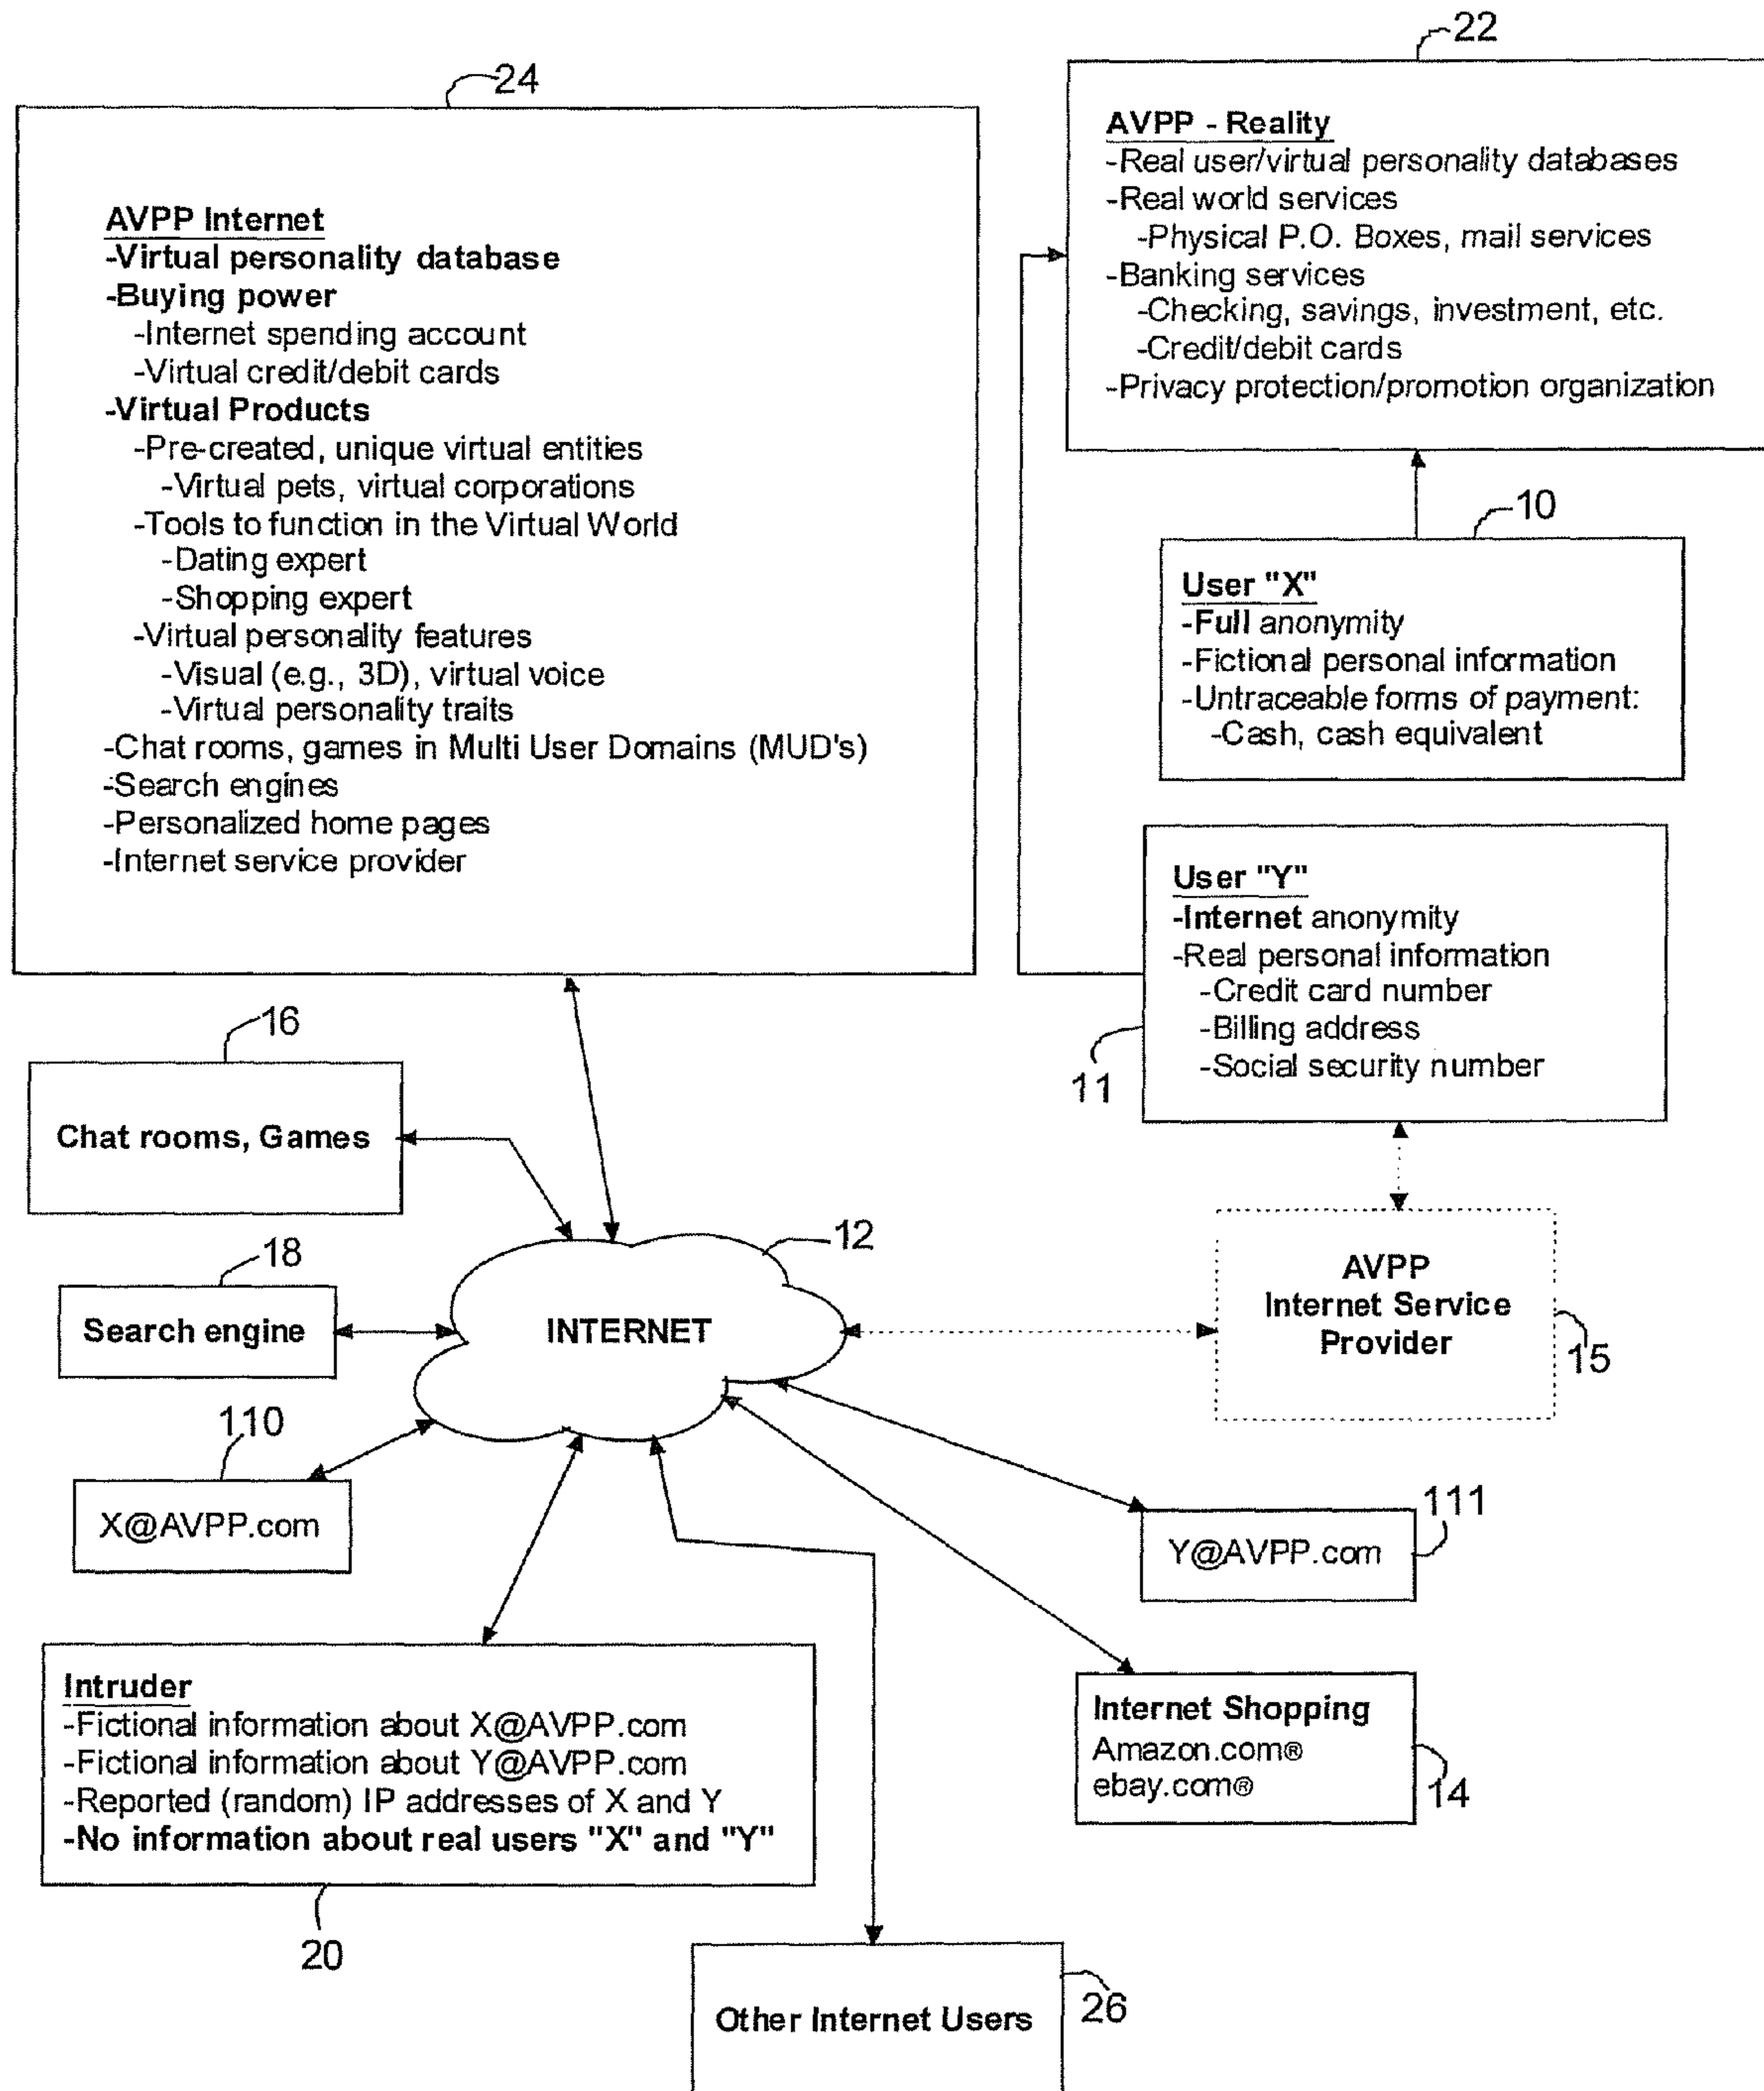 24
AVPP Internet
-Virtual personality database
-Buying power
-Internet spending account
-Virtual credit/debit cards
-Virtual Products
-Pre-created, unique virtual entities
-Virtual pets, virtual corporations
-Tools to function in the Virtual World
-Dating expert
-Shopping expert
-Virtual personality features
-Visual (e.g., 3D), virtual voice
-Virtual personality traits
-Chat rooms, games in Multi User Domains (MUD's)
-Search engines
-Personalized home pages
-Internet service provider
22
AVPP - Reality
-Real user/virtual personality databases
-Real world services
-Physical P.O. Boxes, mail services
-Banking services
-Checking, savings, investment, etc.
-Credit/debit cards
-Privacy protection/promotion organization
10
User "X"
-Full anonymity
-Fictional personal information
-Untraceable forms of payment:
-Cash, cash equivalent
User "Y"
-Internet anonymity
-Real personal information
-Credit card number
-Billing address
-Social security number
11
16
Chat rooms, Games
18
Search engine
12
INTERNET
AVPP
Internet Service
Provider
15
110
X@AVPP.com
111
Y@AVPP.com
Intruder
-Fictional information about X@AVPP.com
-Fictional information about Y@AVPP.com
-Reported (random) IP addresses of X and Y
-No information about real users "X" and "Y"
20
Internet Shopping
Amazon.com®
ebay.com®
14
Other Internet Users
26